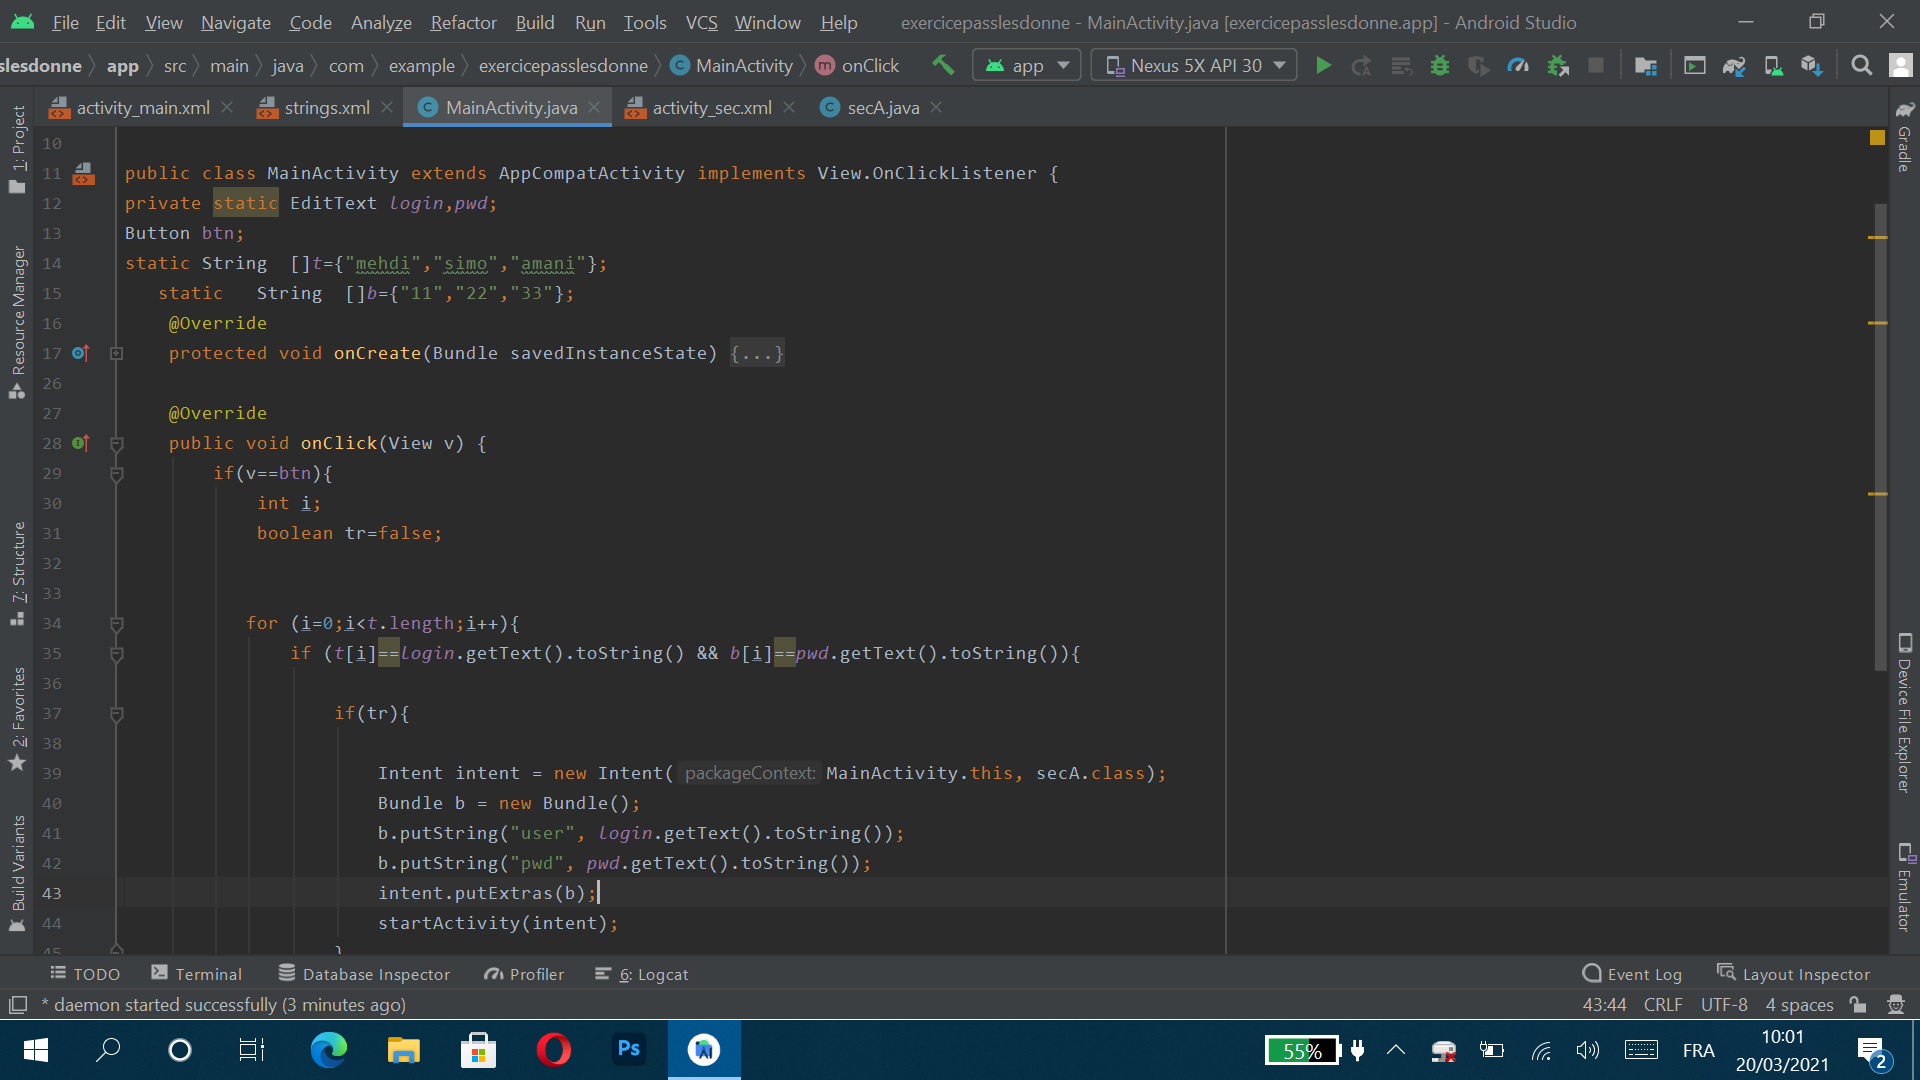 File Edit View Navigate Code Analyze Refactor Build Run Tools VCS Window Help exercicepasslesdonne - MainActivity.java [exercicepasslesdonne.app] - Android Studio
slesdonne app src main java com example exercicepasslesdonne MainActivity onClick app Nexus 5X API 30
activity_main.xml strings.xml MainActivity.java activity_sec.xml secA.java
1: Project
Resource Manager
7: Structure
2: Favorites
Build Variants
10
11 public class MainActivity extends AppCompatActivity implements View.OnClickListener {
12 private static EditText login,pwd;
13 Button btn;
14 static String []t={"mehdi","simo","amani"};
15 static String []b={"11","22","33"};
16 @Override
17 protected void onCreate(Bundle savedInstanceState) {...}
26
27 @Override
28 public void onClick(View v) {
29 if(v==btn){
30 int i;
31 boolean tr=false;
32
33
34 for (i=0;i<t.length;i++){
35 if (t[i]==login.getText().toString() && b[i]==pwd.getText().toString()){
36
37 if(tr){
38
39 Intent intent = new Intent( packageContext: MainActivity.this, secA.class);
40 Bundle b = new Bundle();
41 b.putString("user", login.getText().toString());
42 b.putString("pwd", pwd.getText().toString());
43 intent.putExtras(b);
44 startActivity(intent);
45 }
Gradle
Device File Explorer
Emulator
TODO Terminal Database Inspector Profiler 6: Logcat Event Log Layout Inspector
* daemon started successfully (3 minutes ago) 43:44 CRLF UTF-8 4 spaces
Ps 55% FRA 10:01
20/03/2021 2